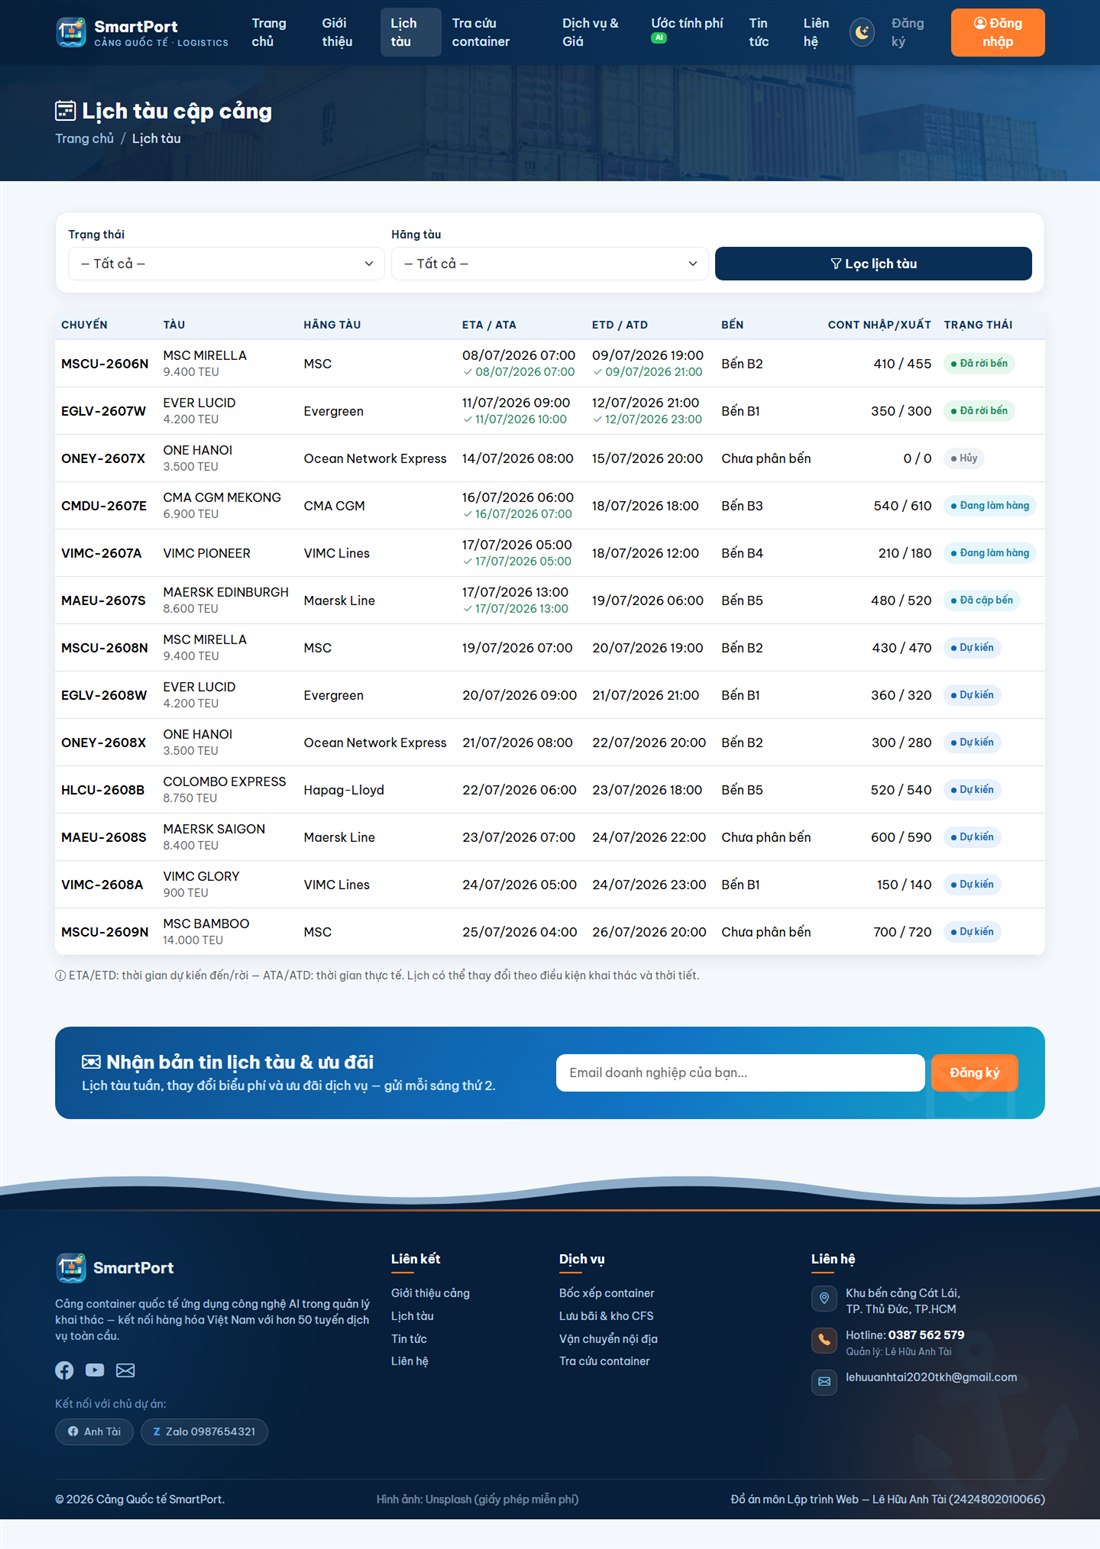 SmartPort
CẢNG QUỐC TẾ · LOGISTICS
Trang chủ
Giới thiệu
Lịch tàu
Tra cứu container
Dịch vụ & Giá
Ước tính phí AI
Tin tức
Liên hệ
Đăng ký
Đăng nhập
Lịch tàu cập cảng
Trang chủ / Lịch tàu
Trạng thái
Hãng tàu
— Tất cả —
— Tất cả —
Lọc lịch tàu
CHUYẾN TÀU HÃNG TÀU ETA / ATA ETD / ATD BẾN CONT NHẬP/XUẤT TRẠNG THÁI
MSCU-2606N MSC MIRELLA 9.400 TEU MSC 08/07/2026 07:00 ✓ 08/07/2026 07:00 09/07/2026 19:00 ✓ 09/07/2026 21:00 Bến B2 410 / 455 Đã rời bến
EGLV-2607W EVER LUCID 4.200 TEU Evergreen 11/07/2026 09:00 ✓ 11/07/2026 10:00 12/07/2026 21:00 ✓ 12/07/2026 23:00 Bến B1 350 / 300 Đã rời bến
ONEY-2607X ONE HANOI 3.500 TEU Ocean Network Express 14/07/2026 08:00 15/07/2026 20:00 Chưa phân bến 0 / 0 Hủy
CMDU-2607E CMA CGM MEKONG 6.900 TEU CMA CGM 16/07/2026 06:00 ✓ 16/07/2026 07:00 18/07/2026 18:00 Bến B3 540 / 610 Đang làm hàng
VIMC-2607A VIMC PIONEER VIMC Lines 17/07/2026 05:00 ✓ 17/07/2026 05:00 18/07/2026 12:00 Bến B4 210 / 180 Đang làm hàng
MAEU-2607S MAERSK EDINBURGH 8.600 TEU Maersk Line 17/07/2026 13:00 ✓ 17/07/2026 13:00 19/07/2026 06:00 Bến B5 480 / 520 Đã cập bến
MSCU-2608N MSC MIRELLA 9.400 TEU MSC 19/07/2026 07:00 20/07/2026 19:00 Bến B2 430 / 470 Dự kiến
EGLV-2608W EVER LUCID 4.200 TEU Evergreen 20/07/2026 09:00 21/07/2026 21:00 Bến B1 360 / 320 Dự kiến
ONEY-2608X ONE HANOI 3.500 TEU Ocean Network Express 21/07/2026 08:00 22/07/2026 20:00 Bến B2 300 / 280 Dự kiến
HLCU-2608B COLOMBO EXPRESS 8.750 TEU Hapag-Lloyd 22/07/2026 06:00 23/07/2026 18:00 Bến B5 520 / 540 Dự kiến
MAEU-2608S MAERSK SAIGON 8.400 TEU Maersk Line 23/07/2026 07:00 24/07/2026 22:00 Chưa phân bến 600 / 590 Dự kiến
VIMC-2608A VIMC GLORY 900 TEU VIMC Lines 24/07/2026 05:00 24/07/2026 23:00 Bến B1 150 / 140 Dự kiến
MSCU-2609N MSC BAMBOO 14.000 TEU MSC 25/07/2026 04:00 26/07/2026 20:00 Chưa phân bến 700 / 720 Dự kiến
ETA/ETD: thời gian dự kiến đến/rời — ATA/ATD: thời gian thực tế. Lịch có thể thay đổi theo điều kiện khai thác và thời tiết.
Nhận bản tin lịch tàu & ưu đãi
Lịch tàu tuần, thay đổi biểu phí và ưu đãi dịch vụ — gửi mỗi sáng thứ 2.
Email doanh nghiệp của bạn...
Đăng ký
SmartPort
Cảng container quốc tế ứng dụng công nghệ AI trong quản lý
khai thác — kết nối hàng hóa Việt Nam với hơn 50 tuyến dịch
vụ toàn cầu.
Kết nối với chủ dự án:
Anh Tài
Z Zalo 0987654321
Liên kết
Giới thiệu cảng
Lịch tàu
Tin tức
Liên hệ
Dịch vụ
Bốc xếp container
Lưu bãi & kho CFS
Vận chuyển nội địa
Tra cứu container
Liên hệ
Khu bến cảng Cát Lái,
TP. Thủ Đức, TP.HCM
Hotline: 0387 562 579
Quản lý: Lê Hữu Anh Tài
lehuuanhtai2020tkh@gmail.com
© 2026 Cảng Quốc tế SmartPort.
Hình ảnh: Unsplash (giấy phép miễn phí)
Đồ án môn Lập trình Web — Lê Hữu Anh Tài (2424802010066)